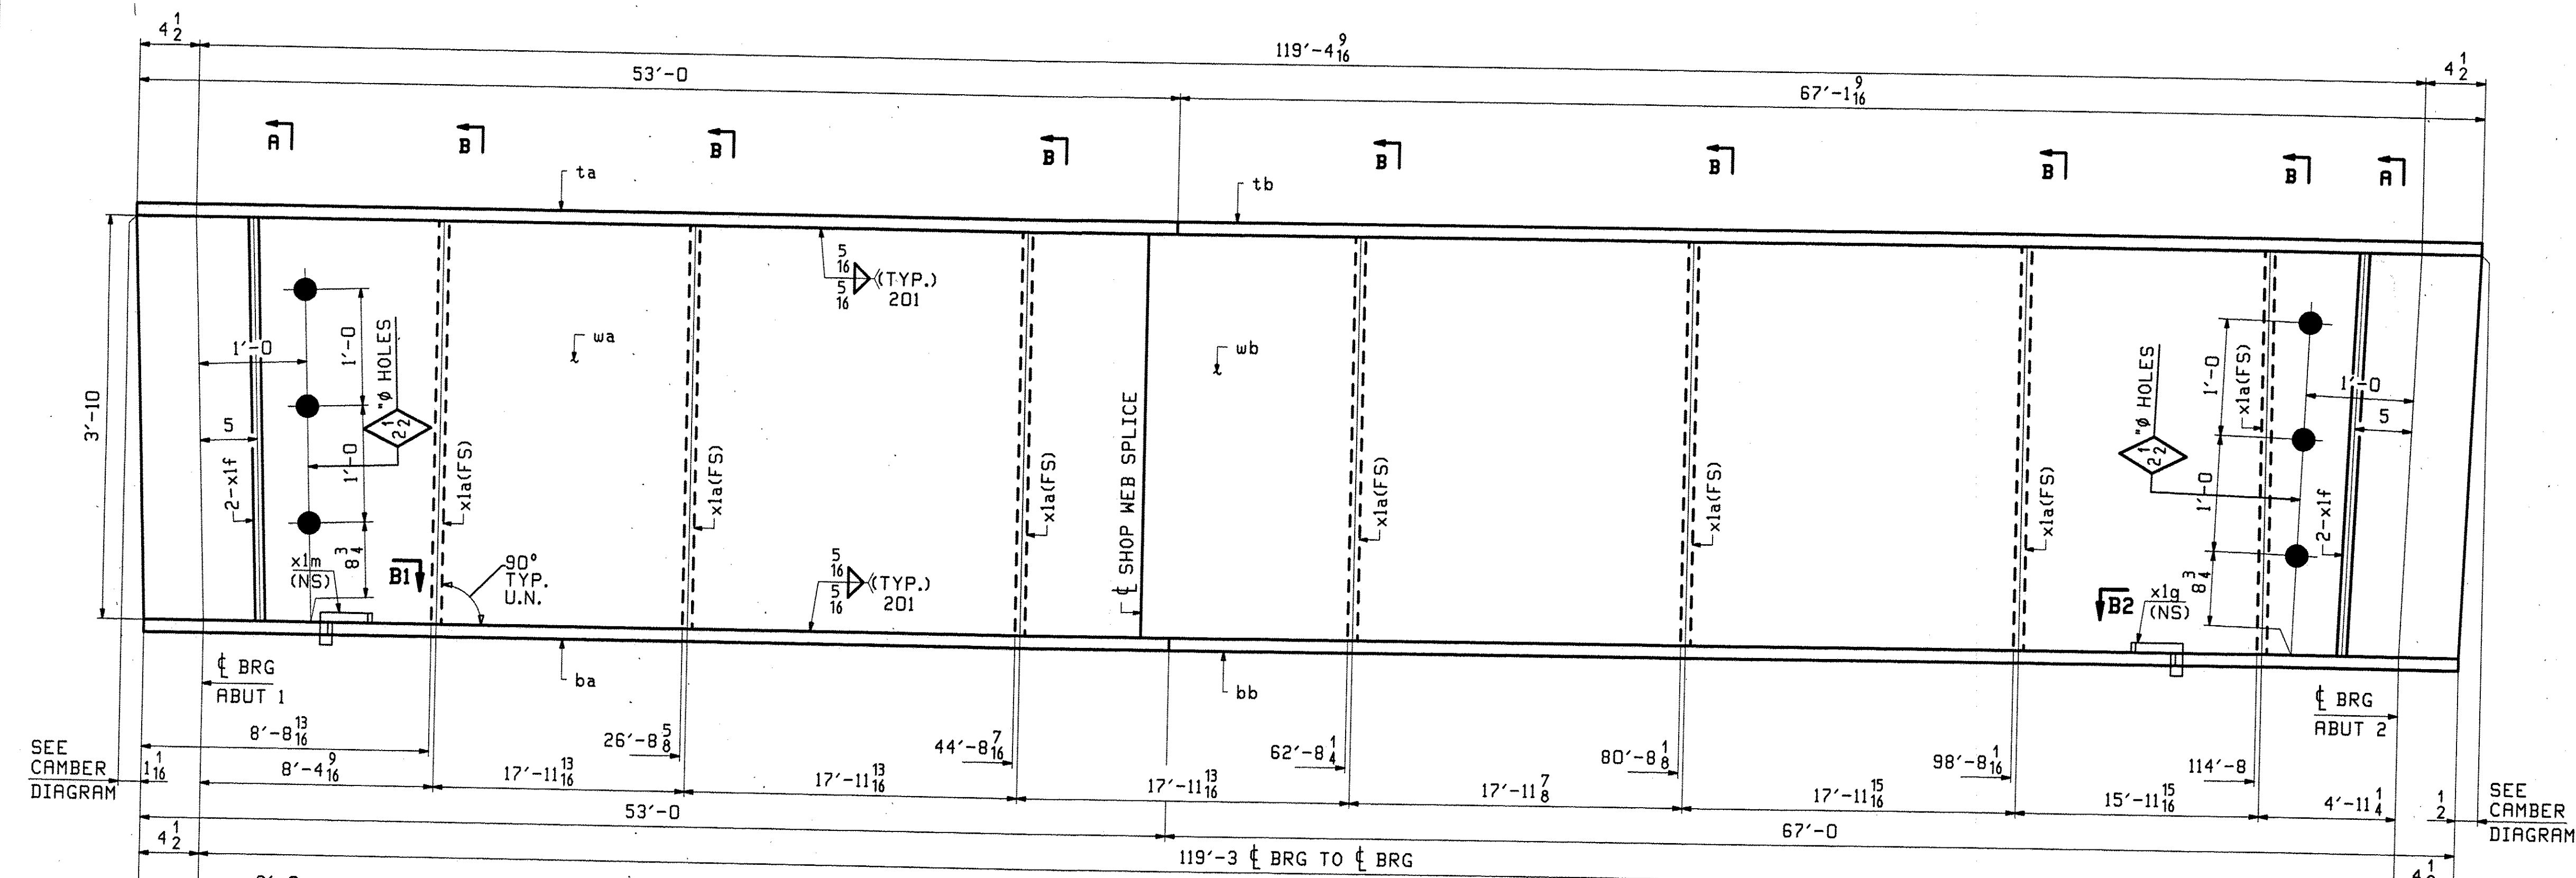 4 1/2
119'-4 9/16
4 1/2
53'-0
67'-1 9/16
A
B
B
B
B
B
B
B
A
ta
tb
5/16
5/16
(TYP.)
201
wa
wb
3'-10
1'-0
1'-0
1'-0
8 3/4
5
2 1/2 "Ø HOLES
2-x1f
x1m
(NS)
B1
90°
TYP.
U.N.
x1a(FS)
x1a(FS)
x1a(FS)
℄ SHOP WEB SPLICE
5/16
5/16
(TYP.)
201
x1a(FS)
x1a(FS)
x1a(FS)
x1a(FS)
2 1/2 "Ø HOLES
1'-0
1'-0
1'-0
8 3/4
5
2-x1f
B2
x1g
(NS)
ba
bb
℄ BRG
ABUT 1
℄ BRG
ABUT 2
8'-8 13/16
26'-8 5/8
44'-8 7/16
62'-8 1/4
80'-8 1/8
98'-8 1/16
114'-8
SEE
CAMBER
DIAGRAM
1 1/16
8'-4 9/16
17'-11 13/16
17'-11 13/16
17'-11 13/16
17'-11 7/8
17'-11 15/16
15'-11 15/16
4'-11 1/4
1/2
SEE
CAMBER
DIAGRAM
53'-0
67'-0
4 1/2
119'-3 ℄ BRG TO ℄ BRG